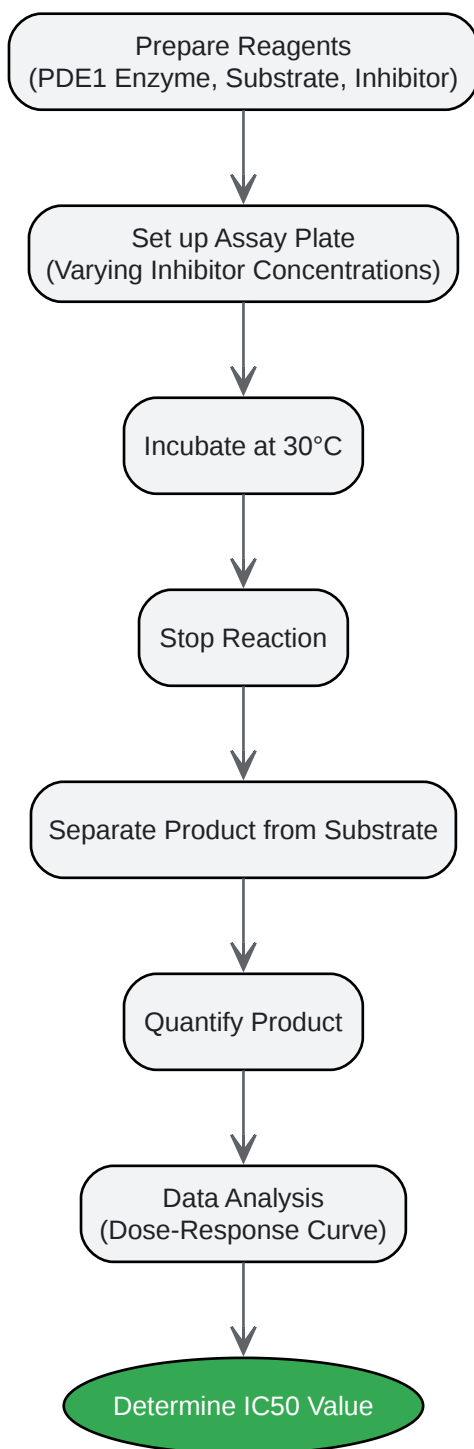 Prepare Reagents
(PDE1 Enzyme, Substrate, Inhibitor)
Set up Assay Plate
(Varying Inhibitor Concentrations)
Incubate at 30°C
Stop Reaction
Separate Product from Substrate
Quantify Product
Data Analysis
(Dose-Response Curve)
Determine IC50 Value